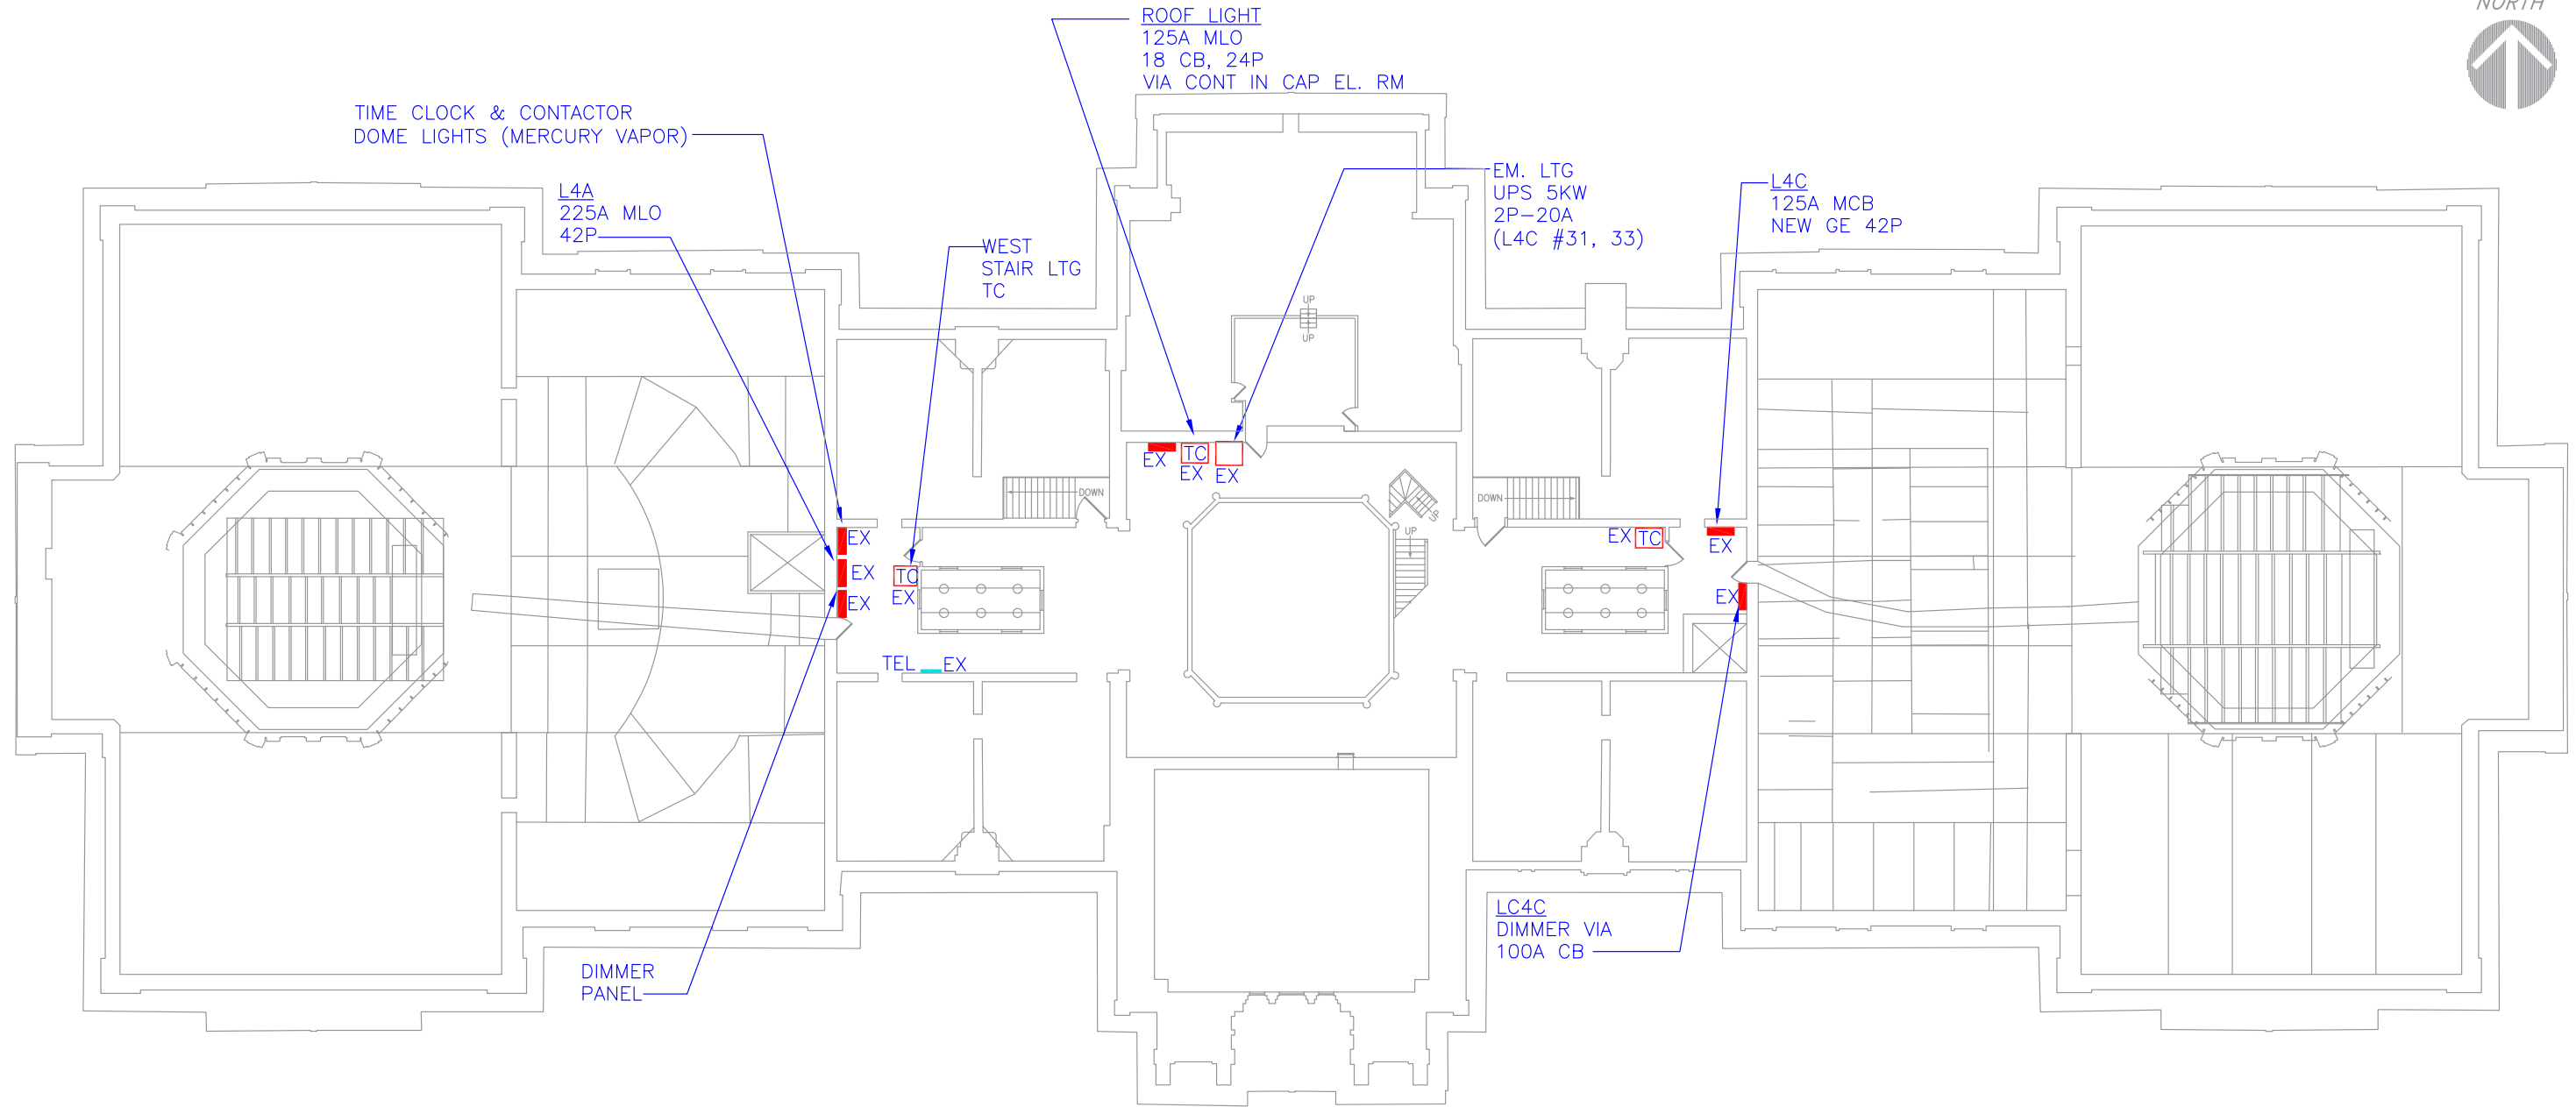 NORTH
ROOF LIGHT
125A MLO
18 CB, 24P
VIA CONT IN CAP EL. RM
TIME CLOCK & CONTACTOR
DOME LIGHTS (MERCURY VAPOR)
L4A
225A MLO
42P
WEST
STAIR LTG
TC
EM. LTG
UPS 5KW
2P-20A
(L4C #31, 33)
L4C
125A MCB
NEW GE 42P
UP
UP
EX
TC
EX
EX
DOWN
DOWN
UP
UP
EX
EX
EX
TC
EX
EX
TC
EX
EX
TEL
EX
LC4C
DIMMER VIA
100A CB
DIMMER
PANEL